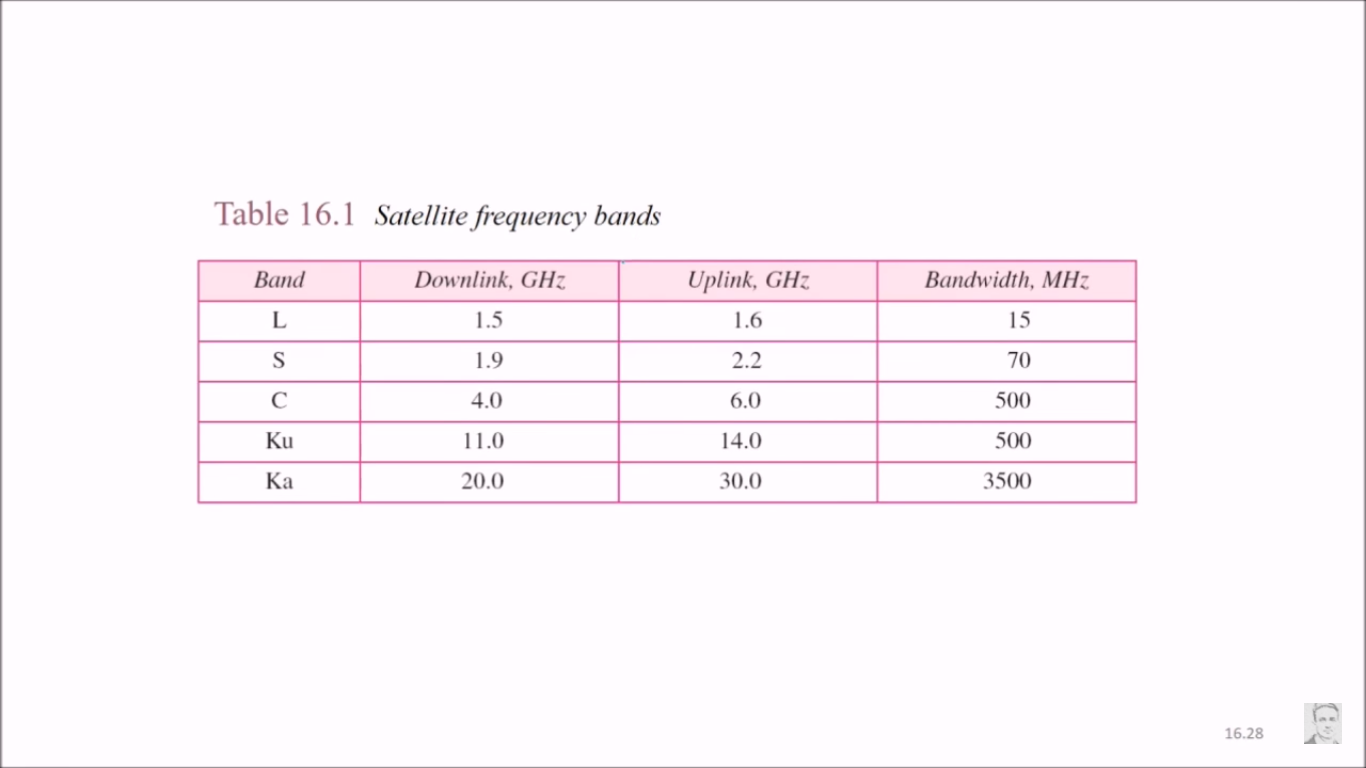 Table 16.1 Satellite frequency bands
Band Downlink, GHz Uplink, GHz Bandwidth, MHz
L 1.5 1.6 15
S 1.9 2.2 70
C 4.0 6.0 500
Ku 11.0 14.0 500
Ka 20.0 30.0 3500
16.28